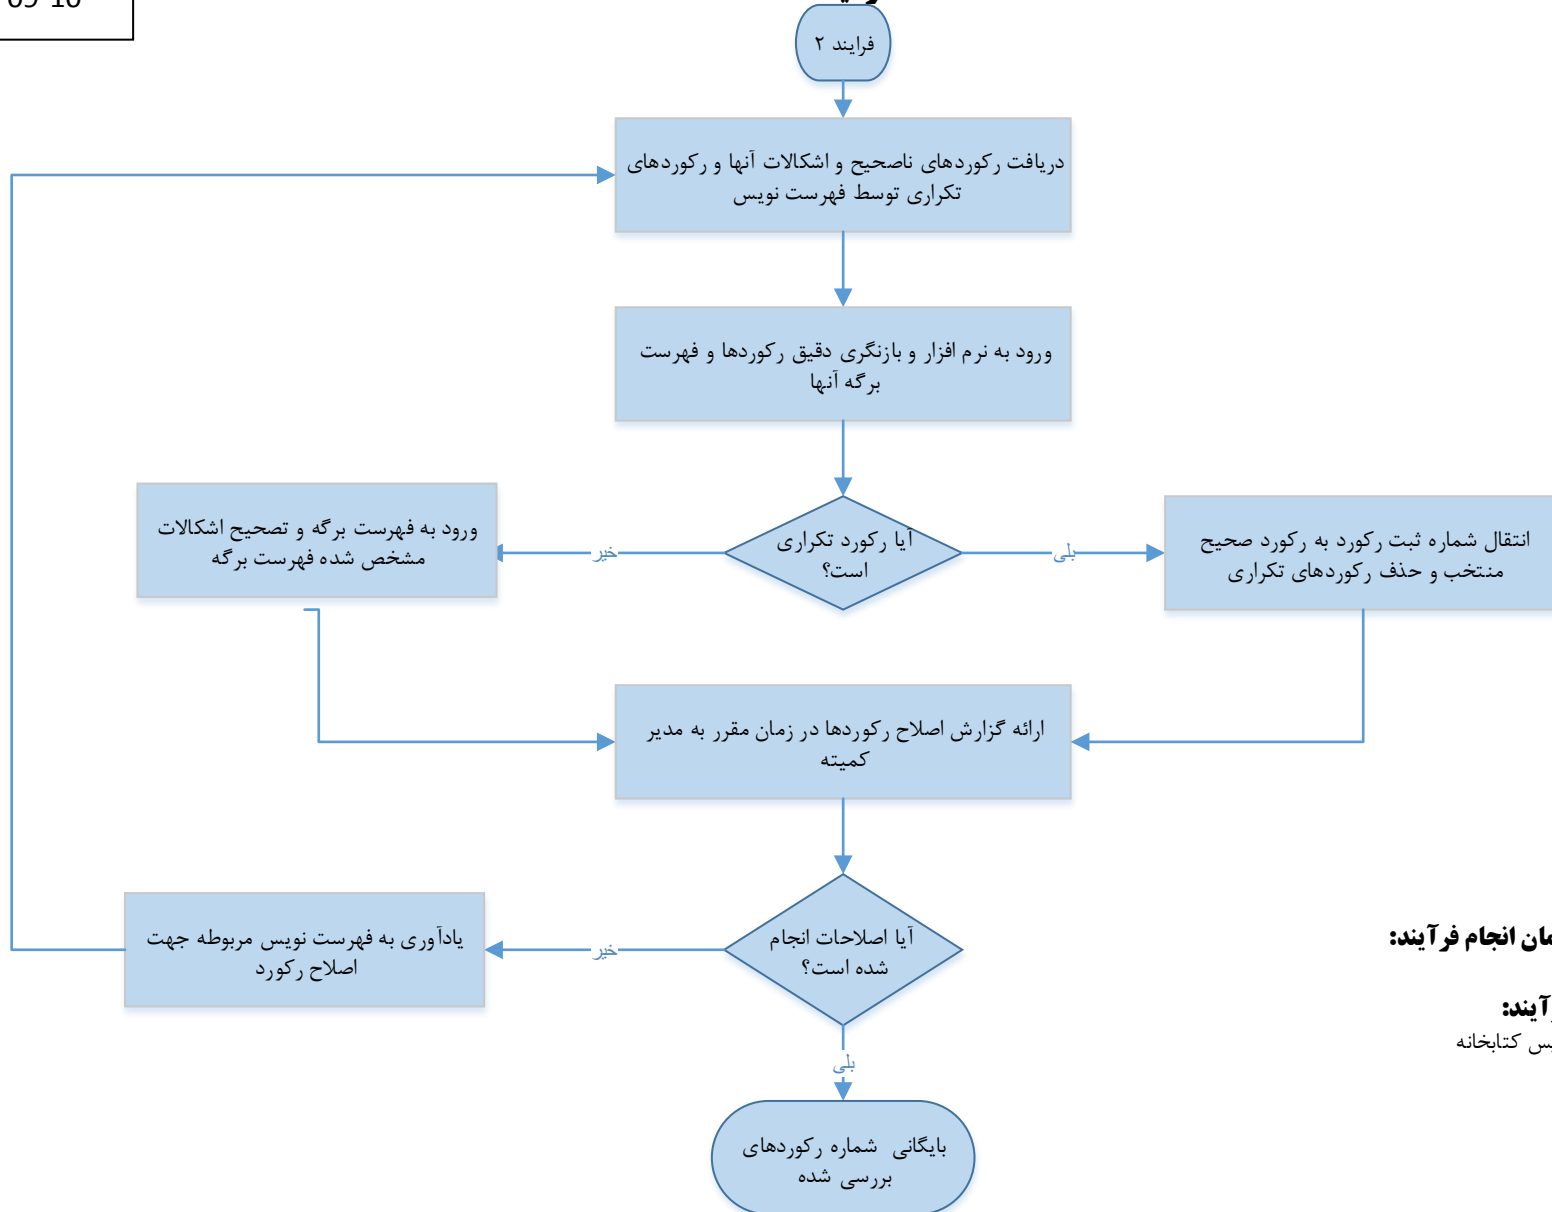 فرایند ۲
دریافت رکوردهای ناصحیح و اشکالات آنها و رکوردهای
تکراری توسط فهرست نویس
ورود به نرم افزار و بازنگری دقیق رکوردها و فهرست
برگه آنها
آیا رکورد تکراری
است؟
بلی
خیر
انتقال شماره ثبت رکورد به رکورد صحیح
منتخب و حذف رکوردهای تکراری
ورود به فهرست برگه و تصحیح اشکالات
مشخص شده فهرست برگه
ارائه گزارش اصلاح رکوردها در زمان مقرر به مدیر
کمیته
آیا اصلاحات انجام
شده است؟
خیر
یادآوری به فهرست نویس مربوطه جهت
اصلاح رکورد
بلی
بایگانی شماره رکوردهای
بررسی شده
انجام فرآیند:
کتابخانه